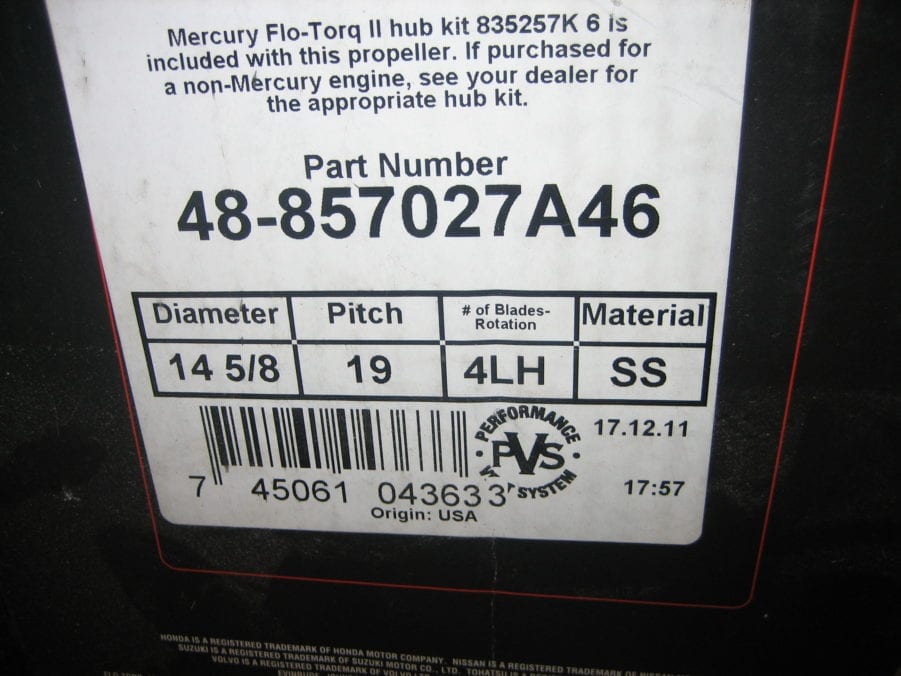 Mercury Flo-Torq II hub kit 835257K 6 is
included with this propeller. If purchased for
a non-Mercury engine, see your dealer for
the appropriate hub kit.
Part Number
48-857027A46
Diameter Pitch # of Blades- Material
Rotation
14 5/8 19 4LH SS
PERFORMANCE
PVS
SYSTEM
17.12.11
17:57
7 45061 043633
Origin: USA
HONDA IS A REGISTERED TRADEMARK OF HONDA MOTOR COMPANY. NISSAN IS A REGISTERED TRADEMARK OF NISSAN
SUZUKI IS A REGISTERED TRADEMARK OF SUZUKI MOTOR CO., LTD. TOHATSU IS A REGISTERED
VOLVO IS A REGISTERED TRADEMARK OF VOLVO